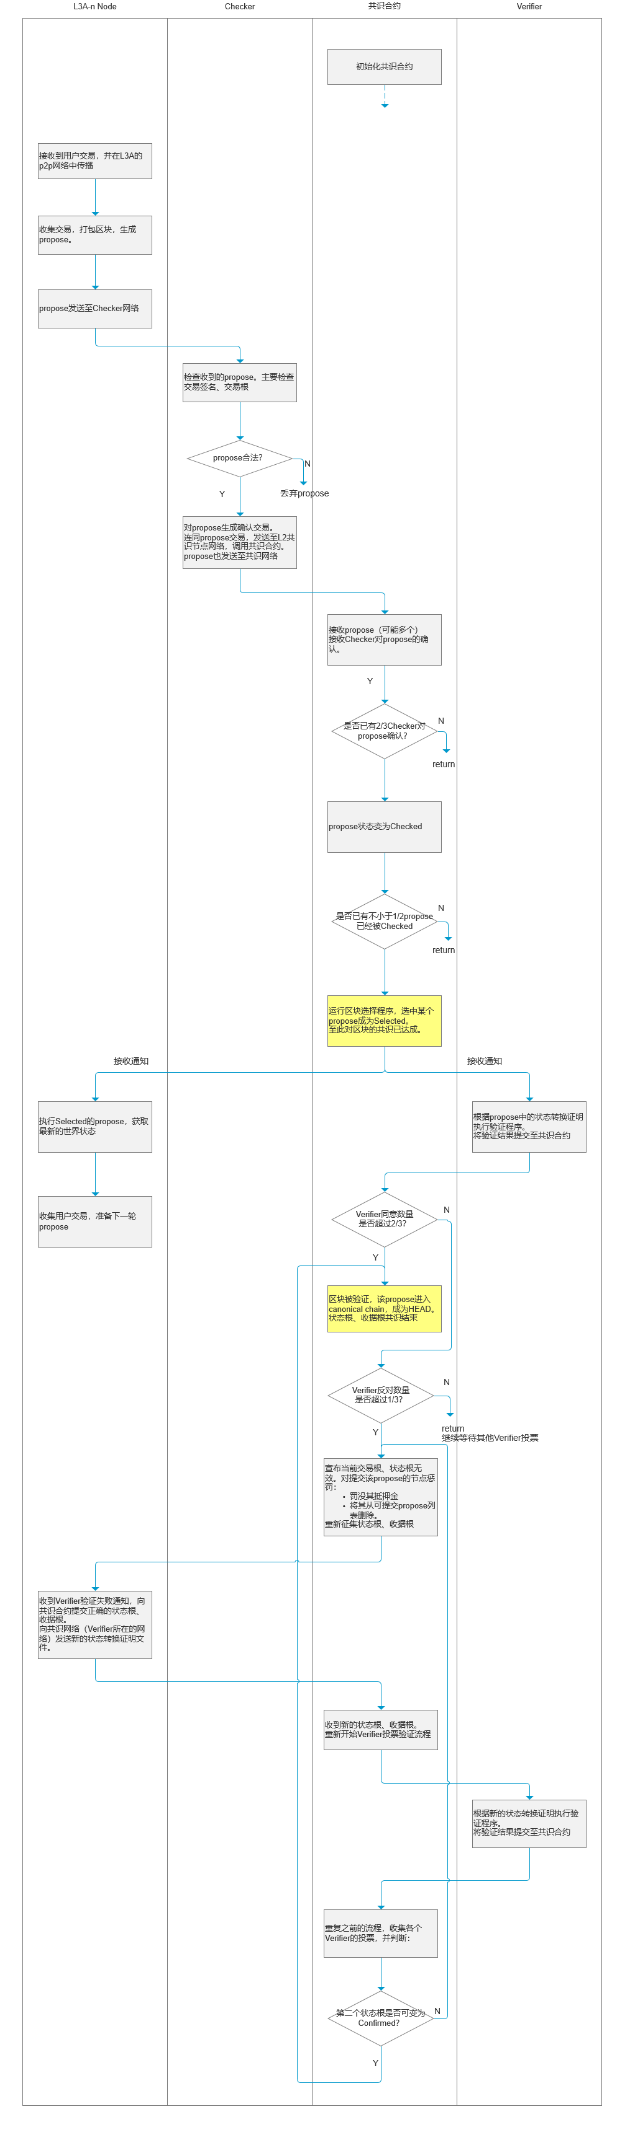 L3A-n Node
Checker
共识合约
Verifier
初始化共识合约
接收到用户交易，并在L3A的
p2p网络中传播
收集交易，打包区块，生成
propose。
propose发送至Checker网络
检查收到的propose。主要检查
交易签名、交易根
propose合法?
N
丢弃propose
Y
对propose生成确认交易。
连同propose交易，发送至L2共
识节点网络，调用共识合约。
propose也发送至共识网络
接收propose（可能多个）
接收Checker对propose的确
认。
Y
是否已有2/3Checker对
propose确认?
N
return
propose状态变为Checked
是否已有不小于1/2propose
已经被Checked
N
return
运行区块选择程序，选中某个
propose成为Selected。
至此对区块的共识已达成。
接收通知
接收通知
执行Selected的propose，获取
最新的世界状态
根据propose中的状态转换证明
执行验证程序。
将验证结果提交至共识合约
收集用户交易，准备下一轮
propose
Verifier同意数量
是否超过2/3?
N
Y
区块被验证，该propose进入
canonical chain，成为HEAD。
状态根、收据根共识结束
Verifier反对数量
是否超过1/3?
N
return
继续等待其他Verifier投票
Y
宣布当前交易根、状态根无
效。对提交该propose的节点惩
罚：
• 罚没其抵押金
• 将其从可提交propose列
表删除。
重新征集状态根、收据根
收到Verifier验证失败通知，向
共识合约提交正确的状态根、
收据根。
向共识网络（Verifier所在的网
络）发送新的状态转换证明文
件。
收到新的状态根、收据根。
重新开始Verifier投票验证流程
根据新的状态转换证明执行验
证程序。
将验证结果提交至共识合约
重复之前的流程，收集各个
Verifier的投票，并判断：
第二个状态根是否可变为
Confirmed?
N
Y